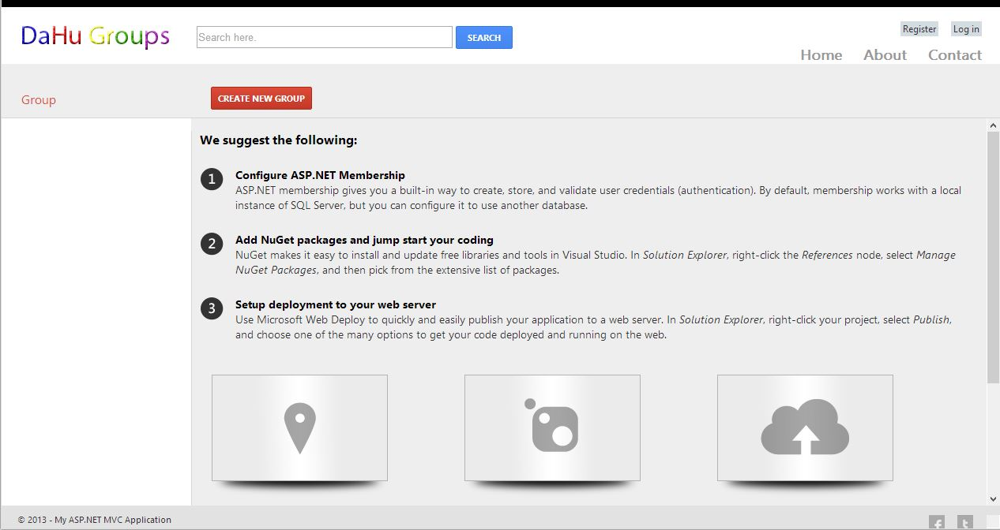 DaHu Groups
Search here.
SEARCH
Register
Log in
Home
About
Contact
Group
CREATE NEW GROUP
We suggest the following:
1
Configure ASP.NET Membership
ASP.NET membership gives you a built-in way to create, store, and validate user credentials (authentication). By default, membership works with a local
instance of SQL Server, but you can configure it to use another database.
2
Add NuGet packages and jump start your coding
NuGet makes it easy to install and update free libraries and tools in Visual Studio. In Solution Explorer, right-click the References node, select Manage
NuGet Packages, and then pick from the extensive list of packages.
3
Setup deployment to your web server
Use Microsoft Web Deploy to quickly and easily publish your application to a web server. In Solution Explorer, right-click your project, select Publish,
and choose one of the many options to get your code deployed and running on the web.
© 2013 - My ASP.NET MVC Application